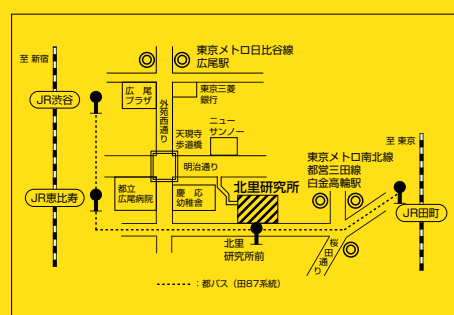 東京メトロ日比谷線
広尾駅
至 新宿
JR渋谷
広 尾
プラザ
外苑西通り
東京三菱
銀行
ニュー
サンノー
天現寺
歩道橋
至 東京
明治通り
東京メトロ南北線
都営三田線
白金高輪駅
JR恵比寿
都立
広尾病院
慶 応
幼稚舎
北里研究所
JR田町
北里
研究所前
桜田通り
:都バス(田87系統)